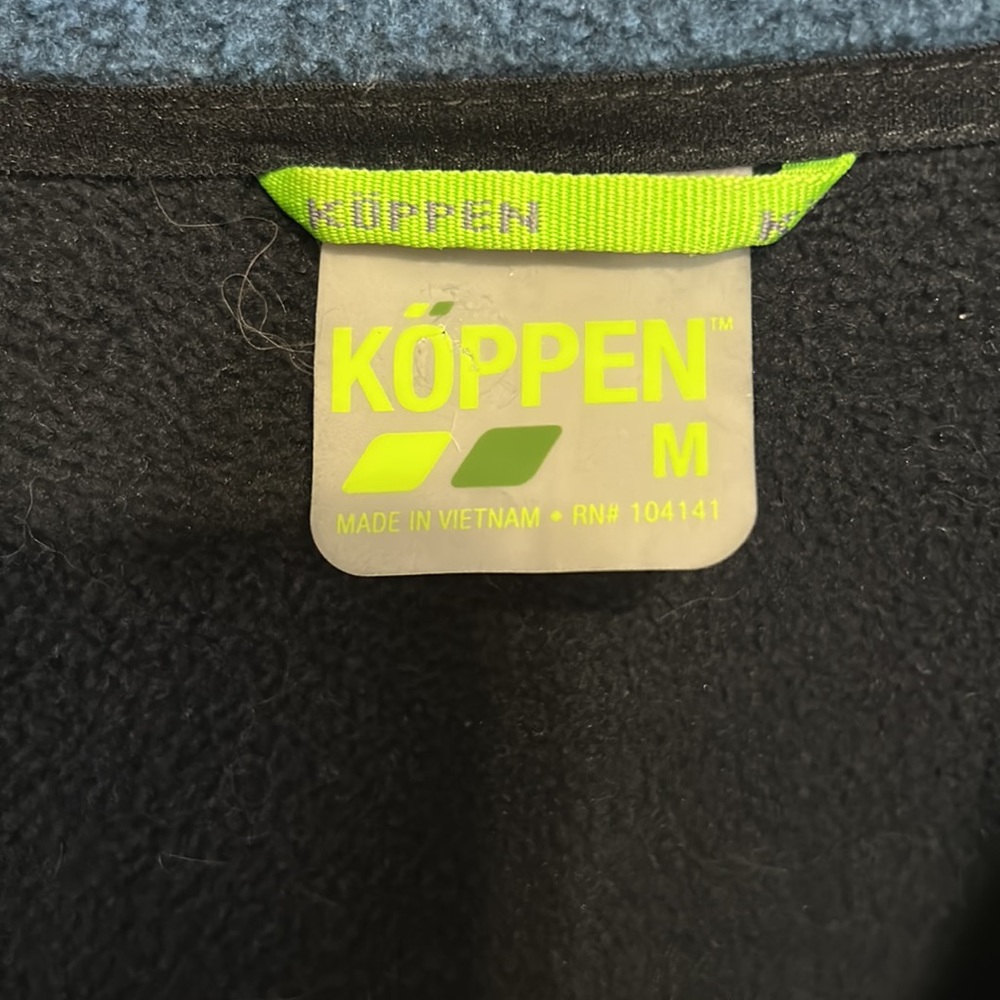 KÖPPEN K
KÖPPEN™
M
MADE IN VIETNAM • RN# 104141